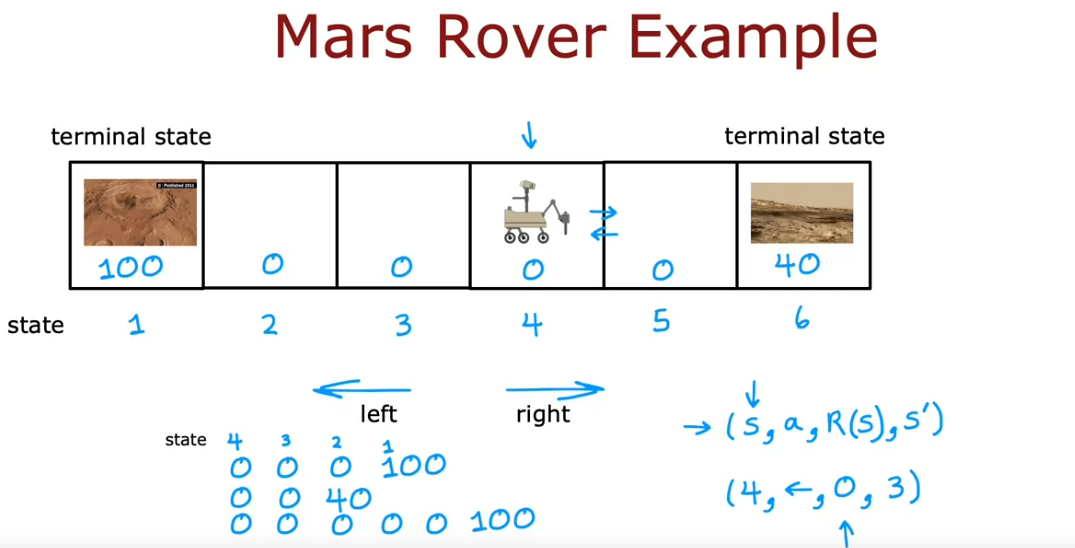 Mars Rover Example
terminal state terminal state
© Published 2011
100 0 0 0 0 40
state 1 2 3 4 5 6
left right
(s, a, R(s), s')
state 4 3 2 1
0 0 0 100
(4, ←, 0, 3)
0 0 40
0 0 0 0 0 100